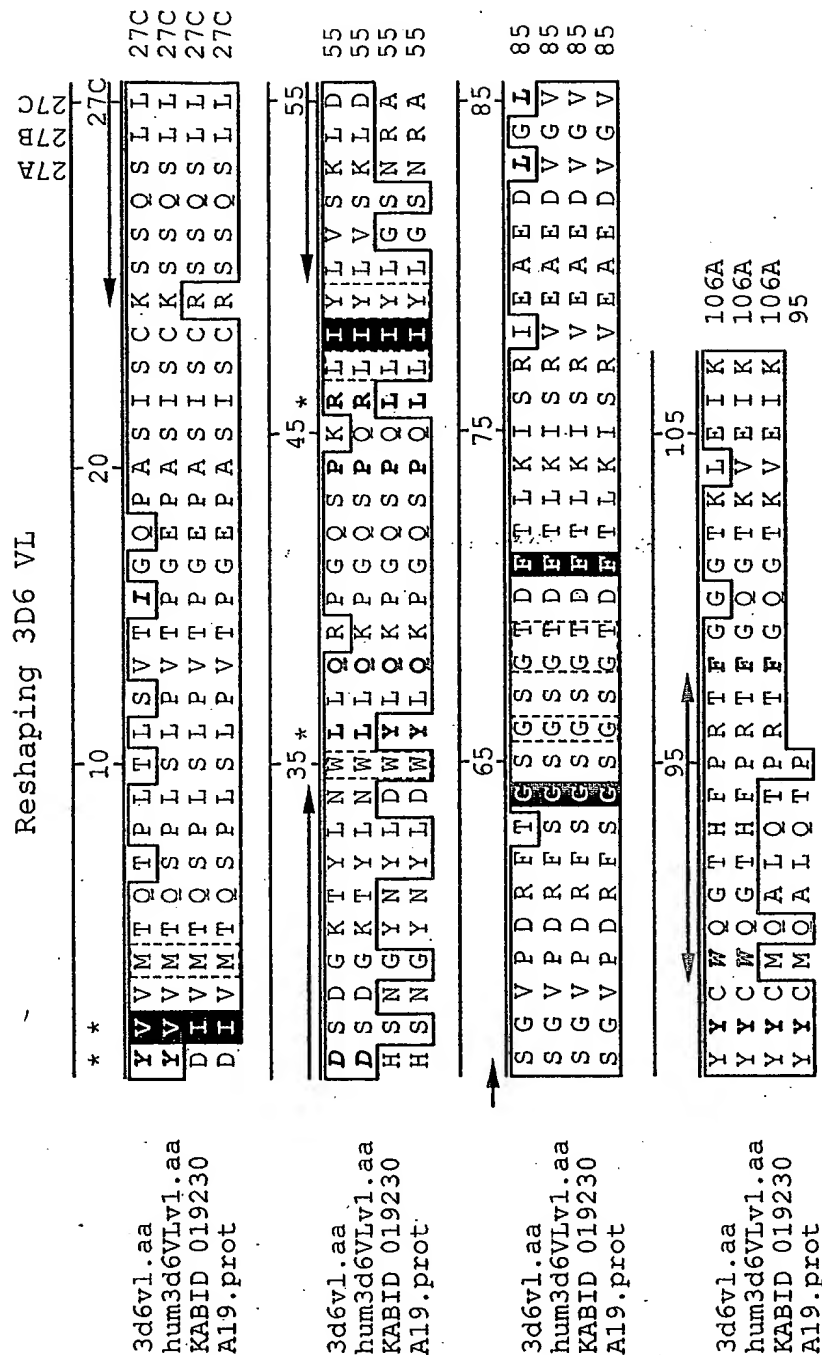 Reshaping 3D6 VL
27A 27B 27C
* * 10 20 27C
3d6vl.aa Y V V M T Q T P L T L S V T I G Q P A S I S C K S S Q S L L 27C
hum3d6VLv1.aa Y V V M T Q S P L S L P V T P G E P A S I S C K S S Q S L L 27C
KABID 019230 D I V M T Q S P L S L P V T P G E P A S I S C R S S Q S L L 27C
A19.prot D I V M T Q S P L S L P V T P G E P A S I S C R S S Q S L L 27C
35 * 45 * 55
3d6vl.aa D S D G K T Y L N W L L Q R P G Q S P K R L I Y L V S K L D 55
hum3d6VLv1.aa D S D G K T Y L N W L L Q K P G Q S P Q R L I Y L V S K L D 55
KABID 019230 H S N G Y N Y L D W Y L Q K P G Q S P Q L L I Y L G S N R A 55
A19.prot H S N G Y N Y L D W Y L Q K P G Q S P Q L L I Y L G S N R A 55
65 75 85
3d6vl.aa S G V P D R F T G S G S G T D F T L K I S R I E A E D L G L 85
hum3d6VLv1.aa S G V P D R F S G S G S G T D F T L K I S R V E A E D V G V 85
KABID 019230 S G V P D R F S G S G S G T D F T L K I S R V E A E D V G V 85
A19.prot S G V P D R F S G S G S G T D F T L K I S R V E A E D V G V 85
95 105
3d6vl.aa Y Y C W Q G T H F P R T F G G G T K L E I K 106A
hum3d6VLv1.aa Y Y C W Q G T H F P R T F G Q G T K V E I K 106A
KABID 019230 Y Y C M Q A L Q T P R T F G Q G T K V E I K 106A
A19.prot Y Y C M Q A L Q T P 95